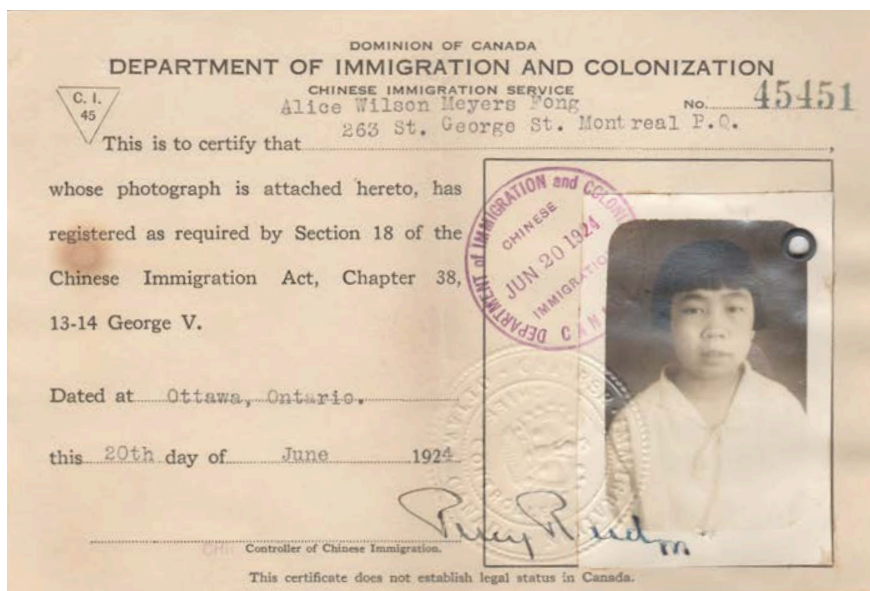 DOMINION OF CANADA
DEPARTMENT OF IMMIGRATION AND COLONIZATION
CHINESE IMMIGRATION SERVICE
C. I.
45
Alice Wilson Meyers Fong
No. 45451
263 St. George St. Montreal P.Q.
This is to certify that ,
whose photograph is attached hereto, has
registered as required by Section 18 of the
Chinese Immigration Act, Chapter 38,
13-14 George V.
DEPARTMENT of IMMIGRATION and
CHINESE
JUN 20 1924
IMMIGRATION
Dated at Ottawa, Ontario.
this 20th day of June 1924
Percy Reid
Controller of Chinese Immigration.
This certificate does not establish legal status in Canada.